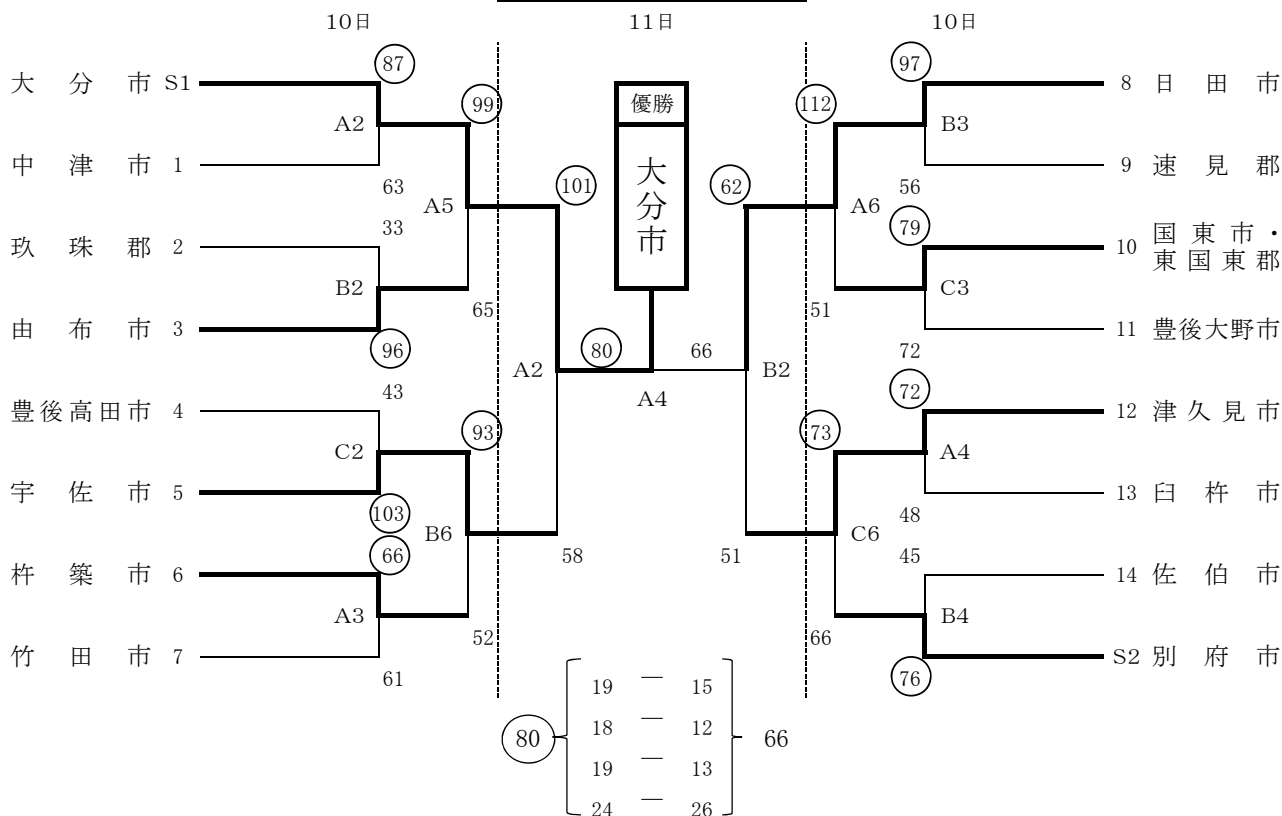 10日 11日 10日
87 97
大分市 S1 優勝 8 日田市
99 112
A2 B3
中津市 1 大分市 9 速見郡
101 62
63 56
A5 A6
33 79
玖珠郡 2 10 国東市・
東国東郡
B2 C3
65 51
由布市 3 11 豊後大野市
96 80 66 72
A2 B2
43 A4 72
豊後高田市 4 12 津久見市
93 73
C2 A4
宇佐市 5 13 臼杵市
103 48
B6 C6
66 58 51 45
杵築市 6 14 佐伯市
A3 B4
52 66
竹田市 7 S2 別府市
61 76
19 ― 15
18 ― 12
80 66
19 ― 13
24 ― 26